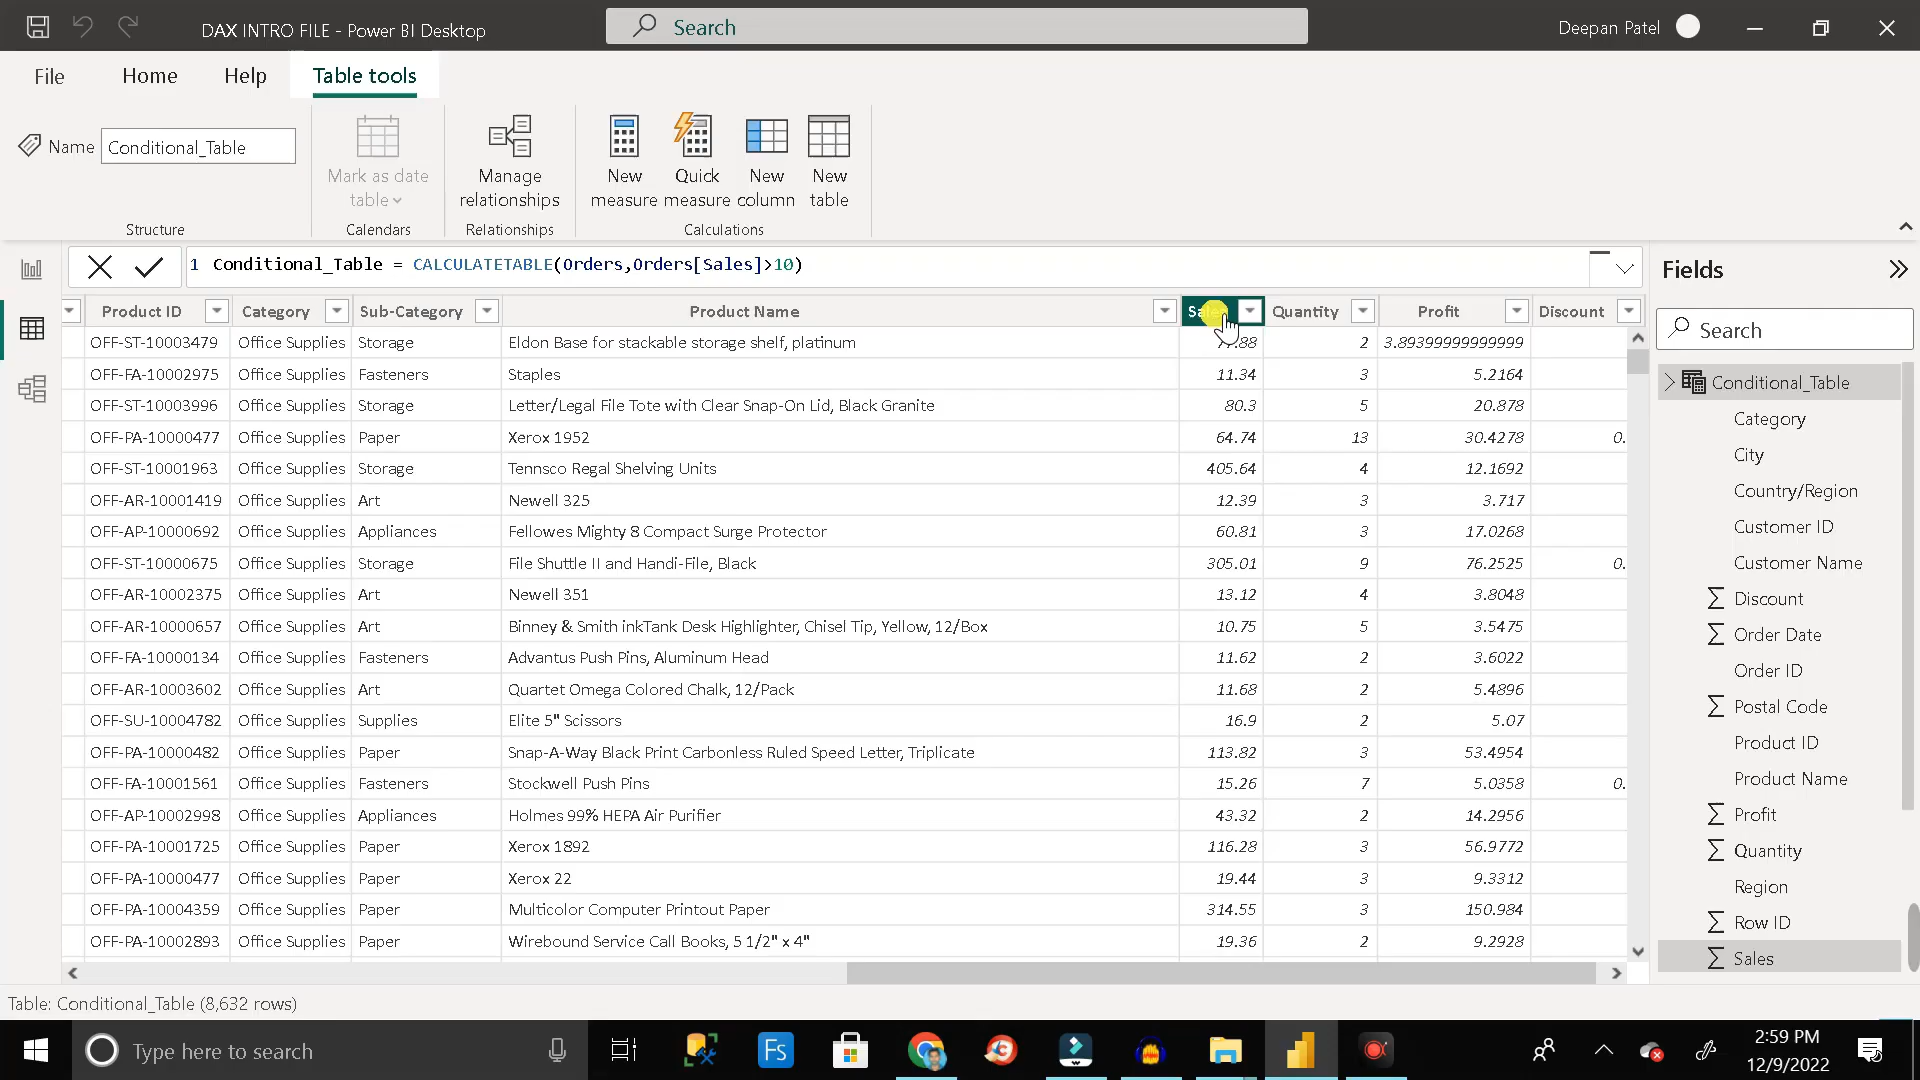 DAX INTRO FILE - Power BI Desktop
Search
Deepan Patel
File Home Help Table tools
Name Conditional_Table
Mark as date table
Manage relationships
New measure
Quick measure
New column
New table
Structure Calendars Relationships Calculations
1 Conditional_Table = CALCULATETABLE(Orders,Orders[Sales]>10)
Product ID Category Sub-Category Product Name Quantity Profit Discount
OFF-ST-10003479 Office Supplies Storage Eldon Base for stackable storage shelf, platinum 2 3.89399999999999
OFF-FA-10002975 Office Supplies Fasteners Staples 11.34 3 5.2164
OFF-ST-10003996 Office Supplies Storage Letter/Legal File Tote with Clear Snap-On Lid, Black Granite 80.3 5 20.878
OFF-PA-10000477 Office Supplies Paper Xerox 1952 64.74 13 30.4278 0.
OFF-ST-10001963 Office Supplies Storage Tennsco Regal Shelving Units 405.64 4 12.1692
OFF-AR-10001419 Office Supplies Art Newell 325 12.39 3 3.717
OFF-AP-10000692 Office Supplies Appliances Fellowes Mighty 8 Compact Surge Protector 60.81 3 17.0268
OFF-ST-10000675 Office Supplies Storage File Shuttle II and Handi-File, Black 305.01 9 76.2525 0.
OFF-AR-10002375 Office Supplies Art Newell 351 13.12 4 3.8048
OFF-AR-10000657 Office Supplies Art Binney & Smith inkTank Desk Highlighter, Chisel Tip, Yellow, 12/Box 10.75 5 3.5475
OFF-FA-10000134 Office Supplies Fasteners Advantus Push Pins, Aluminum Head 11.62 2 3.6022
OFF-AR-10003602 Office Supplies Art Quartet Omega Colored Chalk, 12/Pack 11.68 2 5.4896
OFF-SU-10004782 Office Supplies Supplies Elite 5" Scissors 16.9 2 5.07
OFF-PA-10000482 Office Supplies Paper Snap-A-Way Black Print Carbonless Ruled Speed Letter, Triplicate 113.82 3 53.4954
OFF-FA-10001561 Office Supplies Fasteners Stockwell Push Pins 15.26 7 5.0358 0.
OFF-AP-10002998 Office Supplies Appliances Holmes 99% HEPA Air Purifier 43.32 2 14.2956
OFF-PA-10001725 Office Supplies Paper Xerox 1892 116.28 3 56.9772
OFF-PA-10000477 Office Supplies Paper Xerox 22 19.44 3 9.3312
OFF-PA-10004359 Office Supplies Paper Multicolor Computer Printout Paper 314.55 3 150.984
OFF-PA-10002893 Office Supplies Paper Wirebound Service Call Books, 5 1/2" x 4" 19.36 2 9.2928
Fields
Search
Conditional_Table
Category
City
Country/Region
Customer ID
Customer Name
Discount
Order Date
Order ID
Postal Code
Product ID
Product Name
Profit
Quantity
Region
Row ID
Sales
Table: Conditional_Table (8,632 rows)
Type here to search
Fs
2:59 PM
12/9/2022